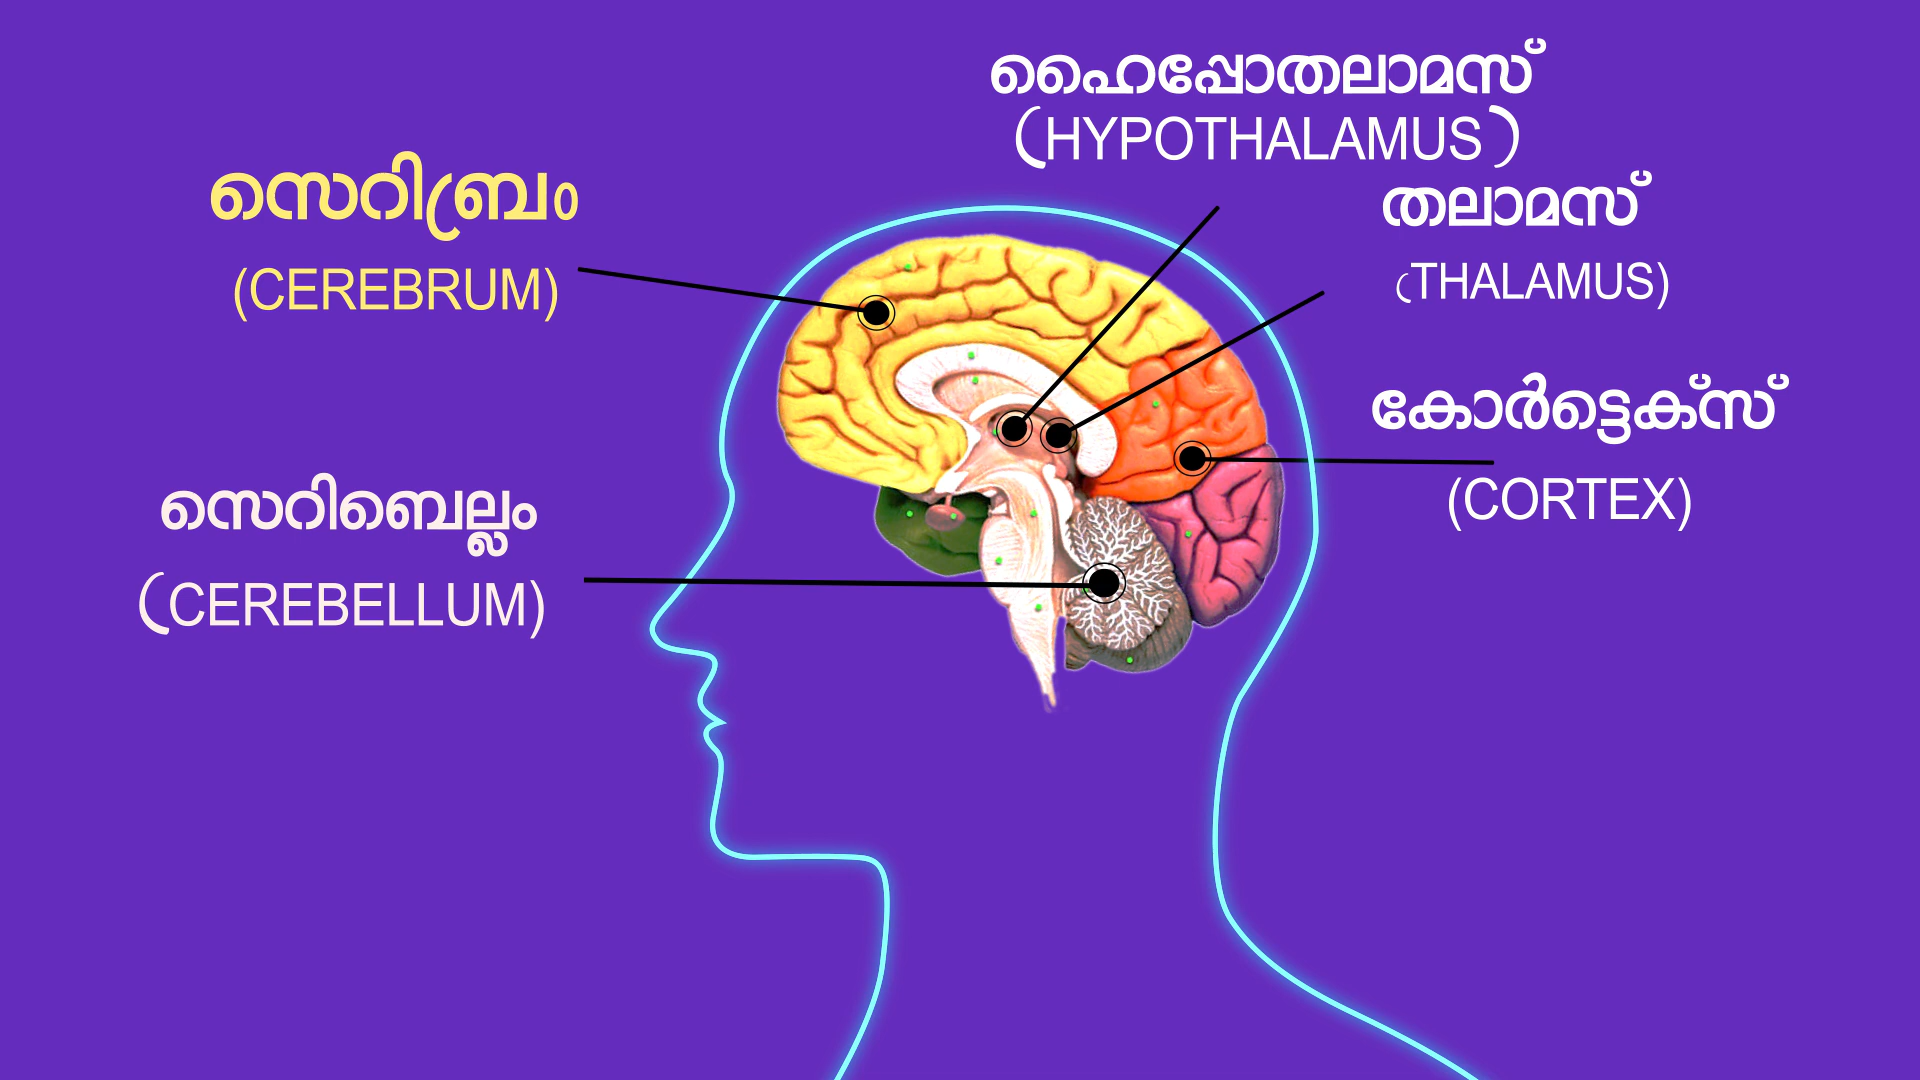 ഹൈപ്പോതലാമസ്
(HYPOTHALAMUS)
സെറിബ്രം
(CEREBRUM)
തലാമസ്
(THALAMUS)
കോർട്ടെക്സ്
(CORTEX)
സെറിബെല്ലം
(CEREBELLUM)